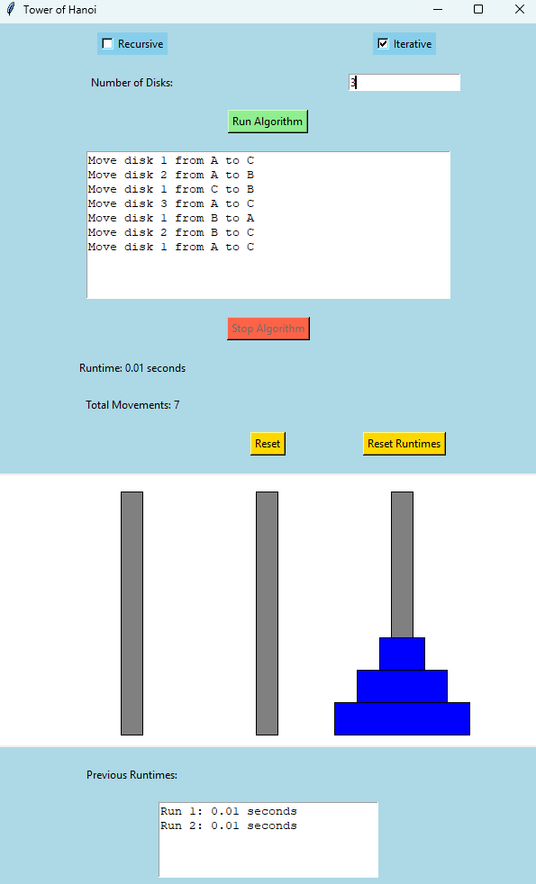 Tower of Hanoi
Recursive
Iterative
Number of Disks:
3
Run Algorithm
Move disk 1 from A to C
Move disk 2 from A to B
Move disk 1 from C to B
Move disk 3 from A to C
Move disk 1 from B to A
Move disk 2 from B to C
Move disk 1 from A to C
Stop Algorithm
Runtime: 0.01 seconds
Total Movements: 7
Reset
Reset Runtimes
Previous Runtimes:
Run 1: 0.01 seconds
Run 2: 0.01 seconds